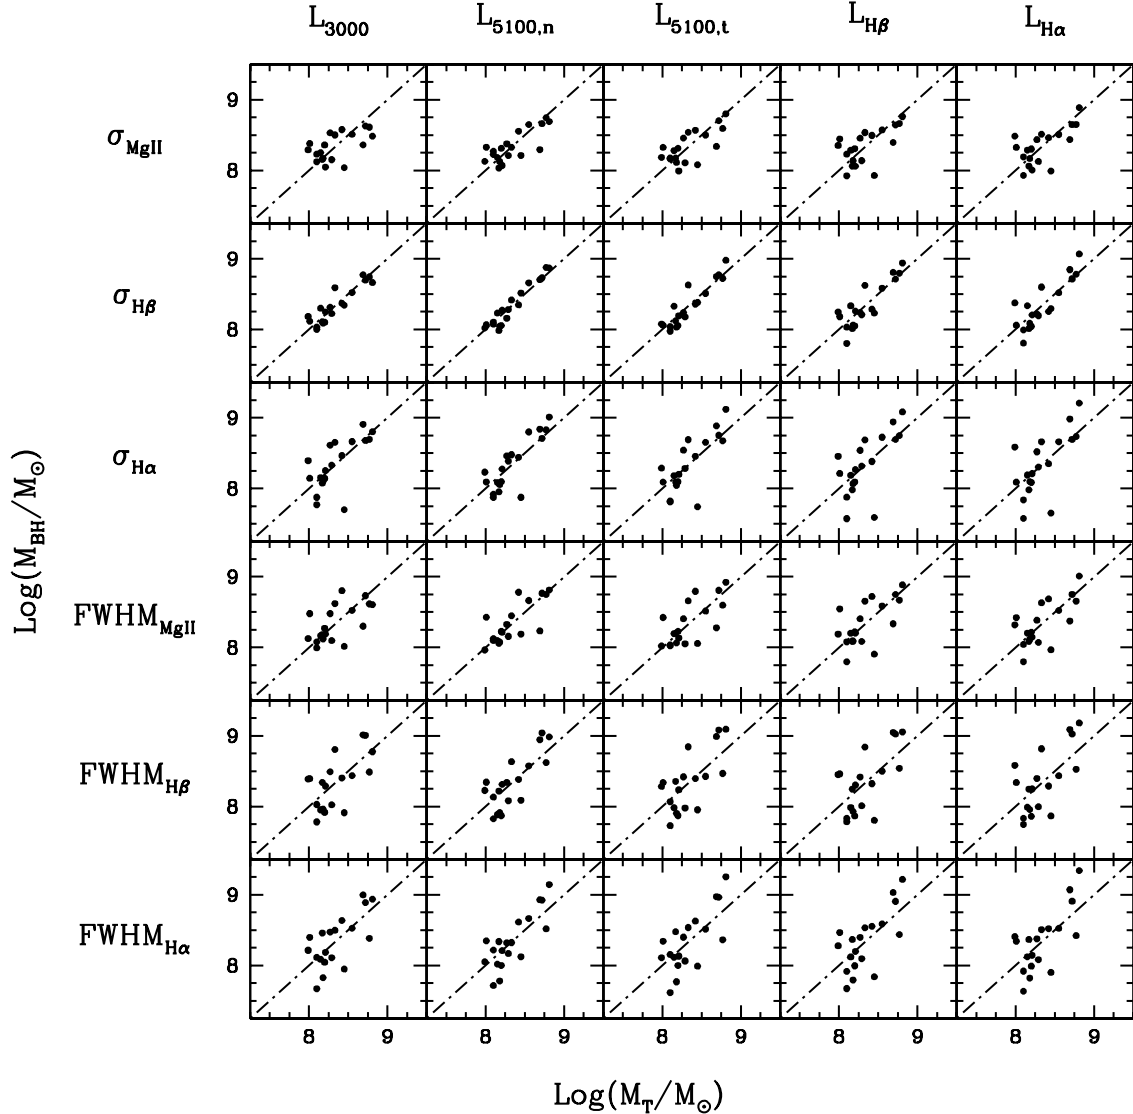 L3000 L5100,n L5100,t LHβ LHα
σMgII 9 8
σHβ 9 8
σHα 9 8
Log(MBH/M⊙)
FWHMMgII 9 8
FWHMHβ 9 8
FWHMHα 9 8
8 9 8 9 8 9 8 9 8 9
Log(MT/M⊙)